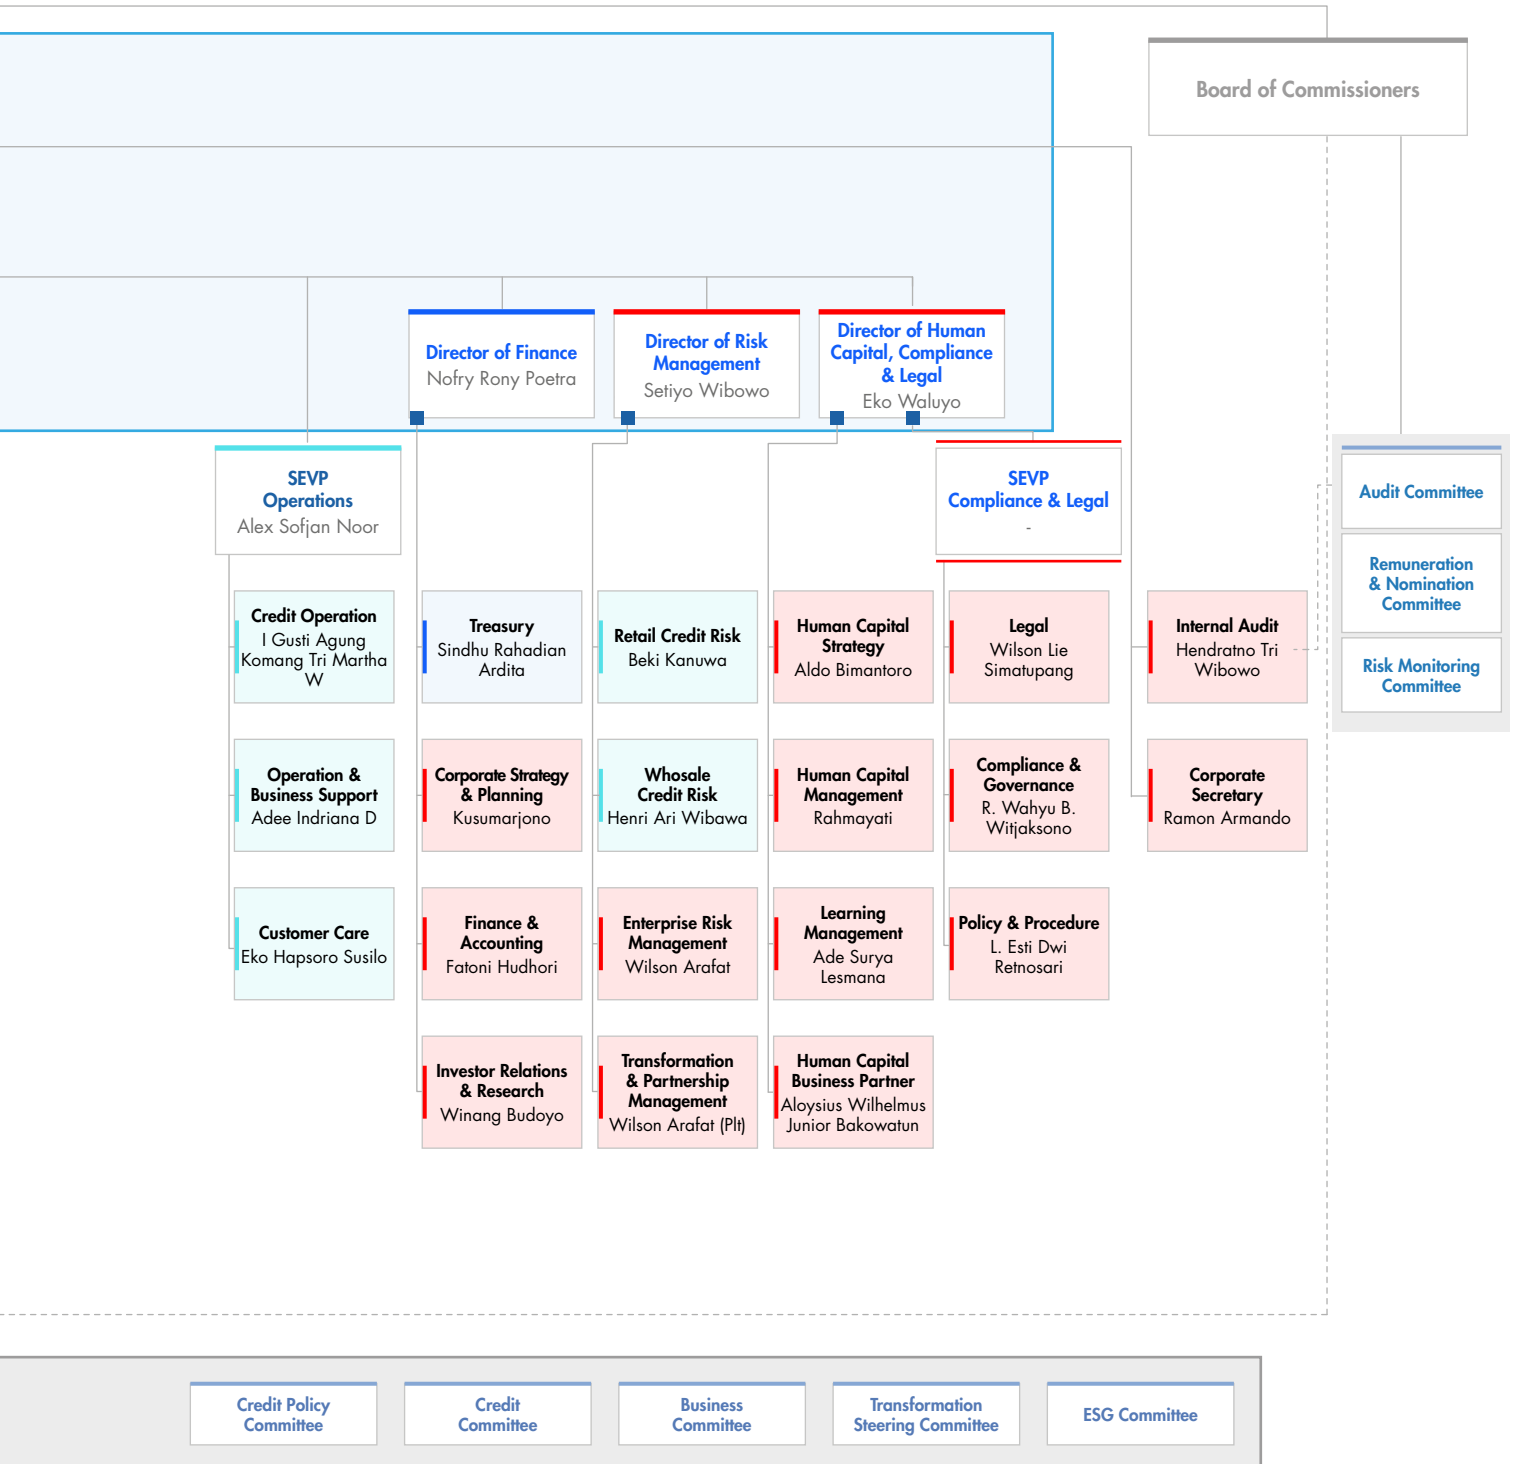 Board of Commissioners
Director of Finance
Nofry Rony Poetra
Director of Risk
Management
Setiyo Wibowo
Director of Human
Capital, Compliance
& Legal
Eko Waluyo
SEVP
Operations
Alex Sofjan Noor
SEVP
Compliance & Legal
-
Audit Committee
Remuneration
& Nomination
Committee
Risk Monitoring
Committee
Credit Operation
I Gusti Agung
Komang Tri Martha
W
Treasury
Sindhu Rahadian
Ardita
Retail Credit Risk
Beki Kanuwa
Human Capital
Strategy
Aldo Bimantoro
Legal
Wilson Lie
Simatupang
Internal Audit
Hendratno Tri
Wibowo
Operation &
Business Support
Adee Indriana D
Corporate Strategy
& Planning
Kusumarjono
Whosale
Credit Risk
Henri Ari Wibawa
Human Capital
Management
Rahmayati
Compliance &
Governance
R. Wahyu B.
Witjaksono
Corporate
Secretary
Ramon Armando
Customer Care
Eko Hapsoro Susilo
Finance &
Accounting
Fatoni Hudhori
Enterprise Risk
Management
Wilson Arafat
Learning
Management
Ade Surya
Lesmana
Policy & Procedure
L. Esti Dwi
Retnosari
Investor Relations
& Research
Winang Budoyo
Transformation
& Partnership
Management
Wilson Arafat (Plt)
Human Capital
Business Partner
Aloysius Wilhelmus
Junior Bakowatun
Credit Policy
Committee
Credit
Committee
Business
Committee
Transformation
Steering Committee
ESG Committee